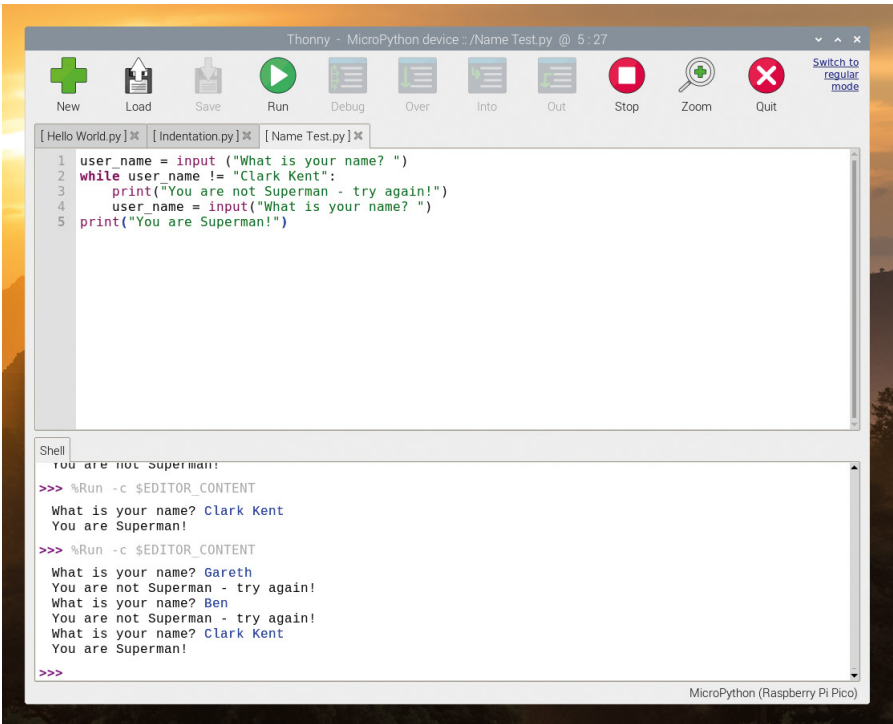 Thonny - MicroPython device :: /Name Test.py @ 5 : 27
New Load Save Run Debug Over Into Out Stop Zoom Quit
Switch to
regular
mode
[ Hello World.py ] [ Indentation.py ] [ Name Test.py ]
1 user_name = input ("What is your name? ")
2 while user_name != "Clark Kent":
3     print("You are not Superman - try again!")
4     user_name = input("What is your name? ")
5 print("You are Superman!")
Shell
You are not Superman!
>>> %Run -c $EDITOR_CONTENT
What is your name? Clark Kent
You are Superman!
>>> %Run -c $EDITOR_CONTENT
What is your name? Gareth
You are not Superman - try again!
What is your name? Ben
You are not Superman - try again!
What is your name? Clark Kent
You are Superman!
>>>
MicroPython (Raspberry Pi Pico)